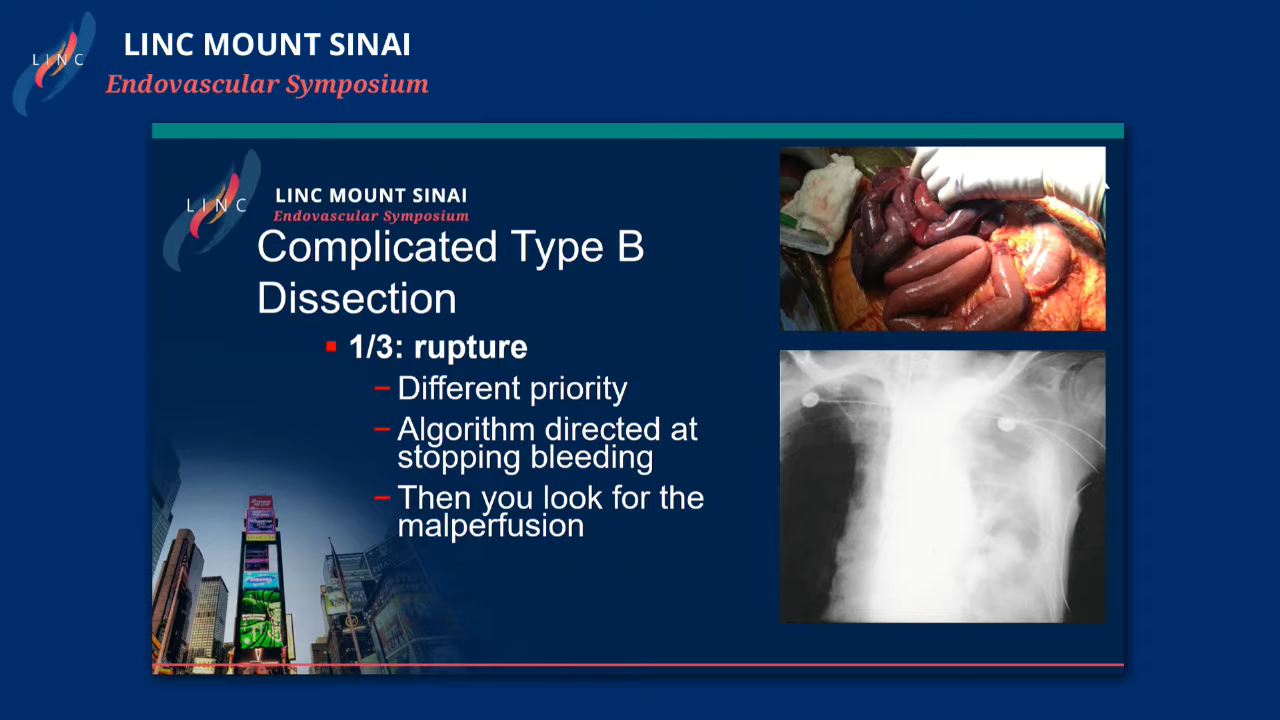 LINC
LINC MOUNT SINAI
Endovascular Symposium
LINC
LINC MOUNT SINAI
Endovascular Symposium
Complicated Type B
Dissection
1/3: rupture
– Different priority
– Algorithm directed at
stopping bleeding
– Then you look for the
malperfusion